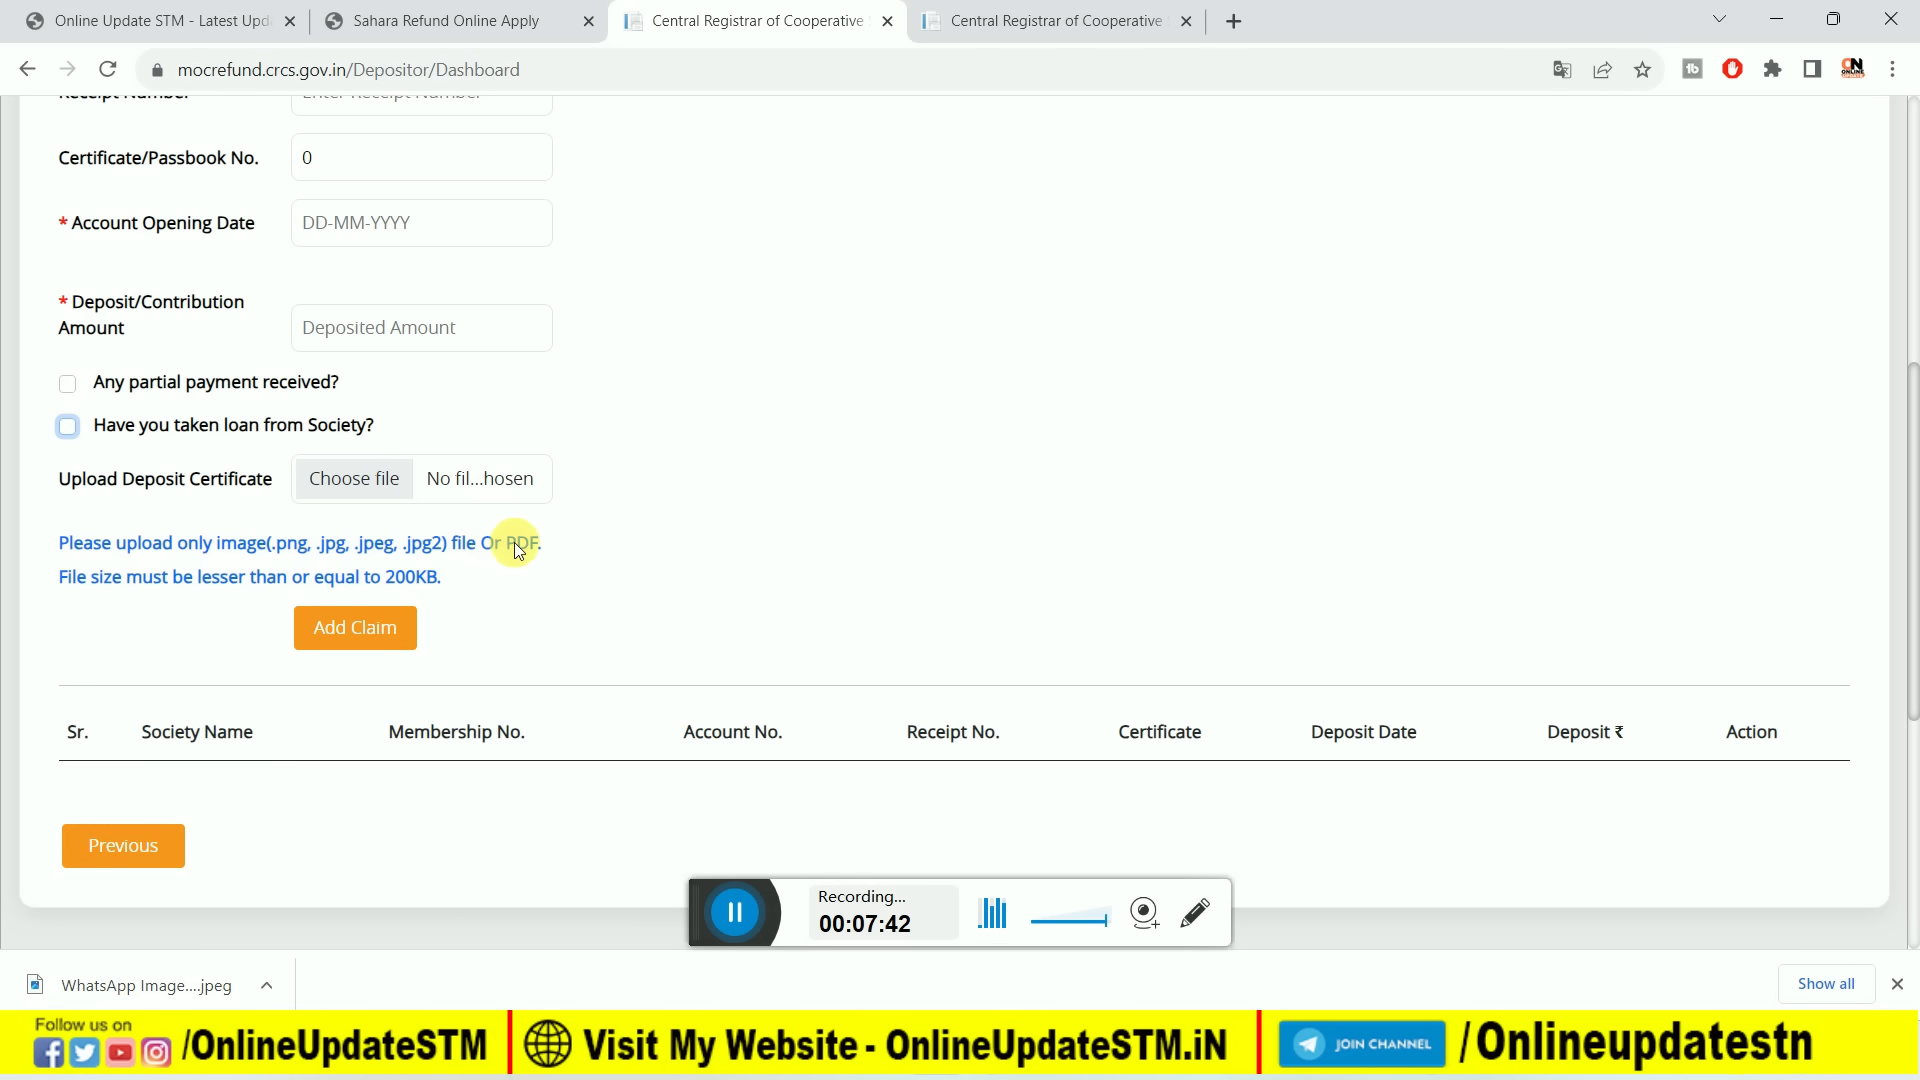 Online Update STM - Latest Upd
Sahara Refund Online Apply
Central Registrar of Cooperative
Central Registrar of Cooperative
mocrefund.crcs.gov.in/Depositor/Dashboard
Receipt Number
Enter Receipt Number
Certificate/Passbook No.
0
* Account Opening Date
DD-MM-YYYY
* Deposit/Contribution
Amount
Deposited Amount
Any partial payment received?
Have you taken loan from Society?
Upload Deposit Certificate
Choose file
No fil...hosen
Please upload only image(.png, .jpg, .jpeg, .jpg2) file Or PDF.
File size must be lesser than or equal to 200KB.
Add Claim
Sr. Society Name Membership No. Account No. Receipt No. Certificate Deposit Date Deposit ₹ Action
Previous
Recording...
00:07:42
WhatsApp Image....jpeg
Show all
Follow us on
/OnlineUpdateSTM
Visit My Website - OnlineUpdateSTM.iN
JOIN CHANNEL
/Onlineupdatestn